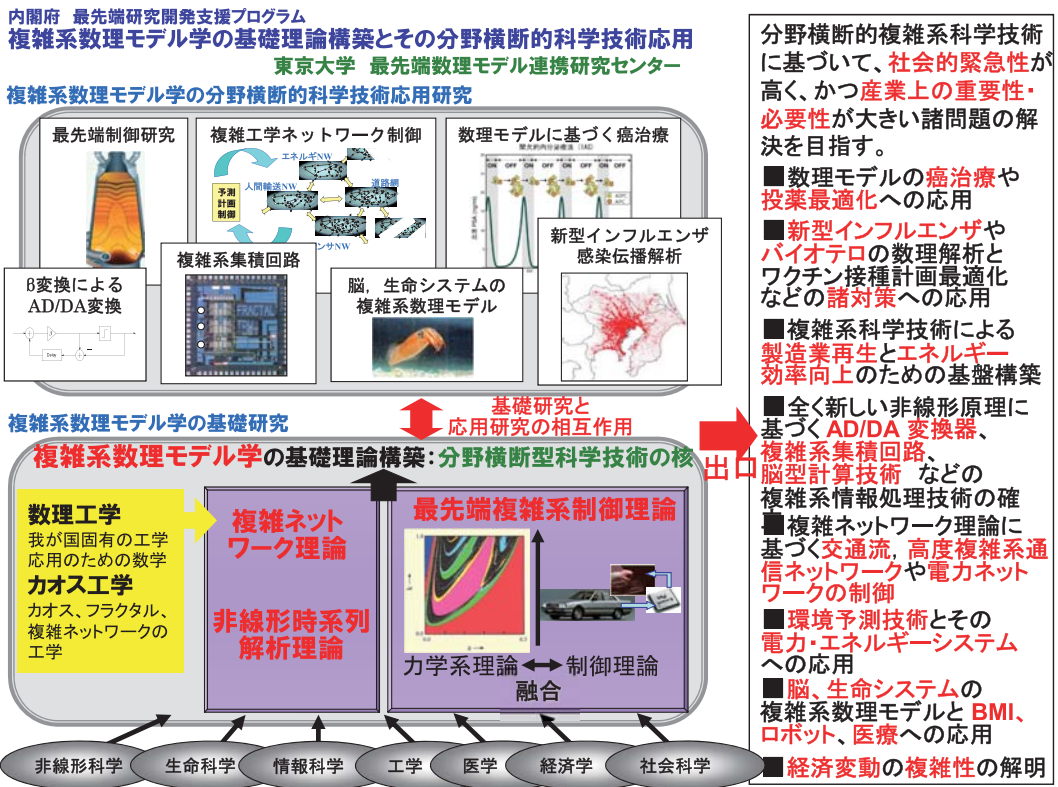 内閣府 最先端研究開発支援プログラム
複雑系数理モデル学の基礎理論構築とその分野横断的科学技術応用
東京大学 最先端数理モデル連携研究センター
複雑系数理モデル学の分野横断的科学技術応用研究
最先端制御研究
複雑工学ネットワーク制御
エネルギNW
人間輸送NW
道路網
予測
計画
制御
ンサNW
数理モデルに基づく癌治療
ON OFF ON OFF ON OFF ON OFF
β変換による
AD/DA変換
Delay
複雑系集積回路
脳，生命システムの
複雑系数理モデル
新型インフルエンザ
感染伝播解析
基礎研究と
応用研究の相互作用
複雑系数理モデル学の基礎研究
複雑系数理モデル学の基礎理論構築：分野横断型科学技術の核
出口
数理工学
我が国固有の工学
応用のための数学
カオス工学
カオス、フラクタル、
複雑ネットワークの
工学
複雑ネット
ワーク理論
非線形時系列
解析理論
最先端複雑系制御理論
力学系理論
制御理論
融合
非線形科学
生命科学
情報科学
工学
医学
経済学
社会科学
分野横断的複雑系科学技術
に基づいて、社会的緊急性が
高く、かつ産業上の重要性・
必要性が大きい諸問題の解
決を目指す。
■数理モデルの癌治療や
投薬最適化への応用
■新型インフルエンザや
バイオテロの数理解析と
ワクチン接種計画最適化
などの諸対策への応用
■複雑系科学技術による
製造業再生とエネルギー
効率向上のための基盤構築
■全く新しい非線形原理に
基づく AD/DA 変換器、
複雑系集積回路、
脳型計算技術 などの
複雑系情報処理技術の確
■複雑ネットワーク理論に
基づく交通流, 高度複雑系通
信ネットワークや電力ネット
ワークの制御
■環境予測技術とその
電力・エネルギーシステム
への応用
■脳、生命システムの
複雑系数理モデルと BMI、
ロボット、医療への応用
■経済変動の複雑性の解明